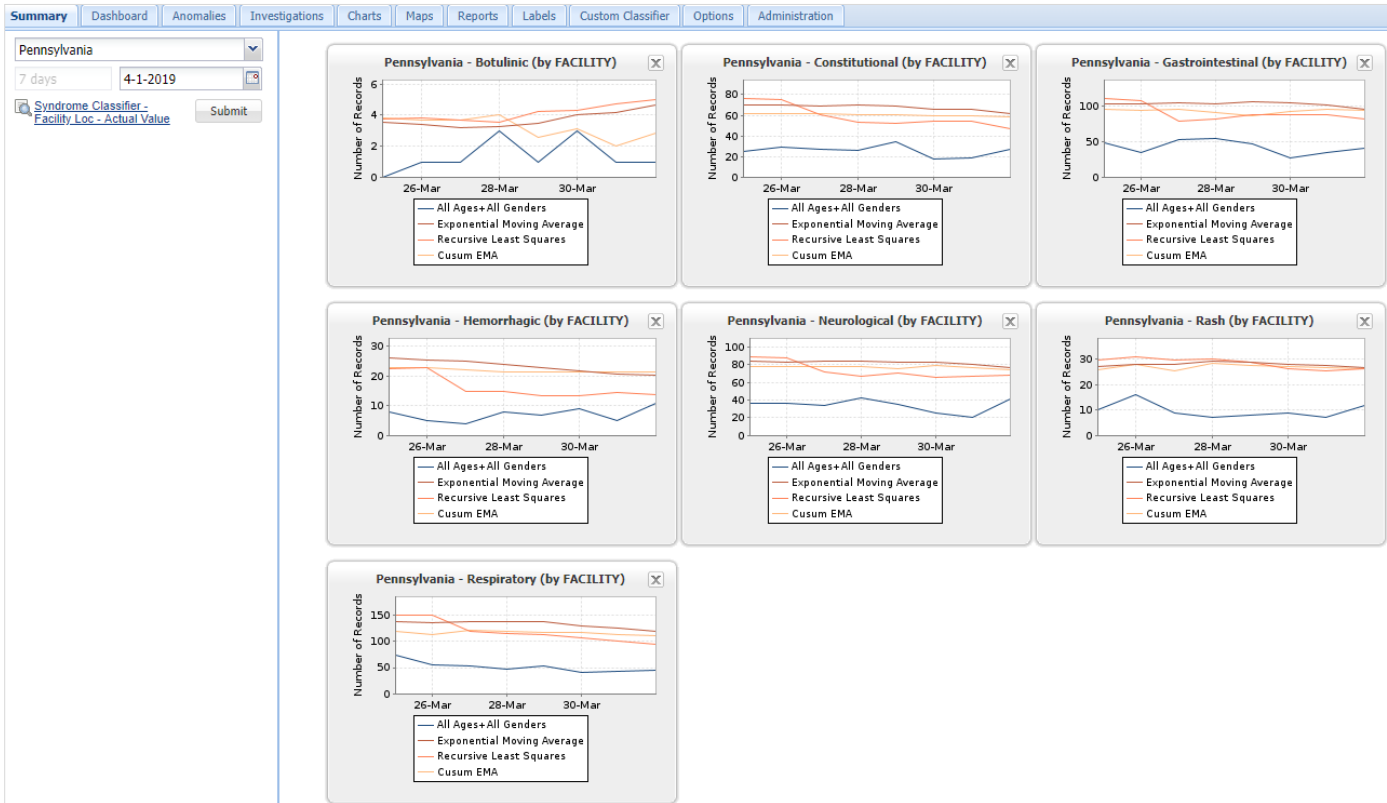 Summary Dashboard Anomalies Investigations Charts Maps Reports Labels Custom Classifier Options Administration
Pennsylvania
7 days 4-1-2019
Syndrome Classifier -
Facility Loc - Actual Value
Submit
Pennsylvania - Botulinic (by FACILITY)
Number of Records
6
4
2
0
26-Mar 28-Mar 30-Mar
All Ages+All Genders
Exponential Moving Average
Recursive Least Squares
Cusum EMA
Pennsylvania - Constitutional (by FACILITY)
Number of Records
80
60
40
20
0
26-Mar 28-Mar 30-Mar
All Ages+All Genders
Exponential Moving Average
Recursive Least Squares
Cusum EMA
Pennsylvania - Gastrointestinal (by FACILITY)
Number of Records
100
50
0
26-Mar 28-Mar 30-Mar
All Ages+All Genders
Exponential Moving Average
Recursive Least Squares
Cusum EMA
Pennsylvania - Hemorrhagic (by FACILITY)
Number of Records
30
20
10
0
26-Mar 28-Mar 30-Mar
All Ages+All Genders
Exponential Moving Average
Recursive Least Squares
Cusum EMA
Pennsylvania - Neurological (by FACILITY)
Number of Records
100
80
60
40
20
0
26-Mar 28-Mar 30-Mar
All Ages+All Genders
Exponential Moving Average
Recursive Least Squares
Cusum EMA
Pennsylvania - Rash (by FACILITY)
Number of Records
30
20
10
0
26-Mar 28-Mar 30-Mar
All Ages+All Genders
Exponential Moving Average
Recursive Least Squares
Cusum EMA
Pennsylvania - Respiratory (by FACILITY)
Number of Records
150
100
50
0
26-Mar 28-Mar 30-Mar
All Ages+All Genders
Exponential Moving Average
Recursive Least Squares
Cusum EMA